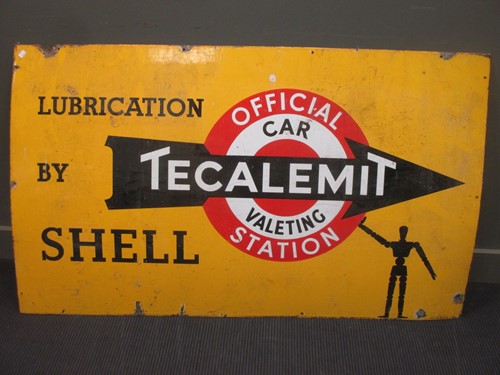 LUBRICATION
BY
SHELL
OFFICIAL
CAR
TECALEMIT
VALETING
STATION